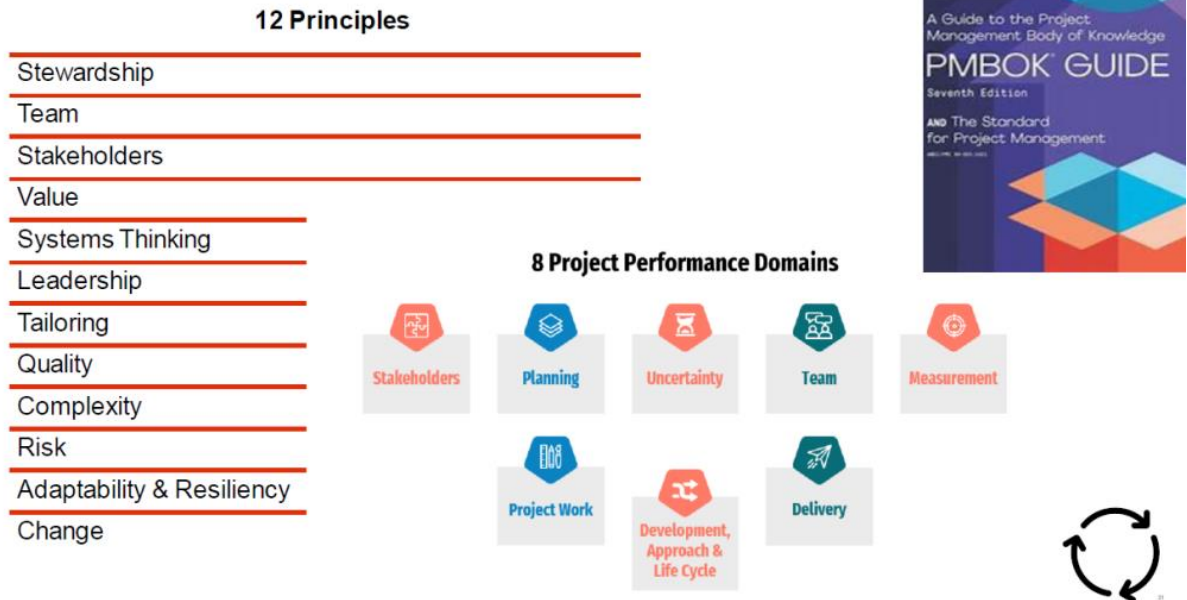 12 Principles
Stewardship
Team
Stakeholders
Value
Systems Thinking
Leadership
Tailoring
Quality
Complexity
Risk
Adaptability & Resiliency
Change
A Guide to the Project
Management Body of Knowledge
PMBOK® GUIDE
Seventh Edition
AND The Standard
for Project Management
8 Project Performance Domains
Stakeholders
Planning
Uncertainty
Team
Measurement
Project Work
Development,
Approach &
Life Cycle
Delivery